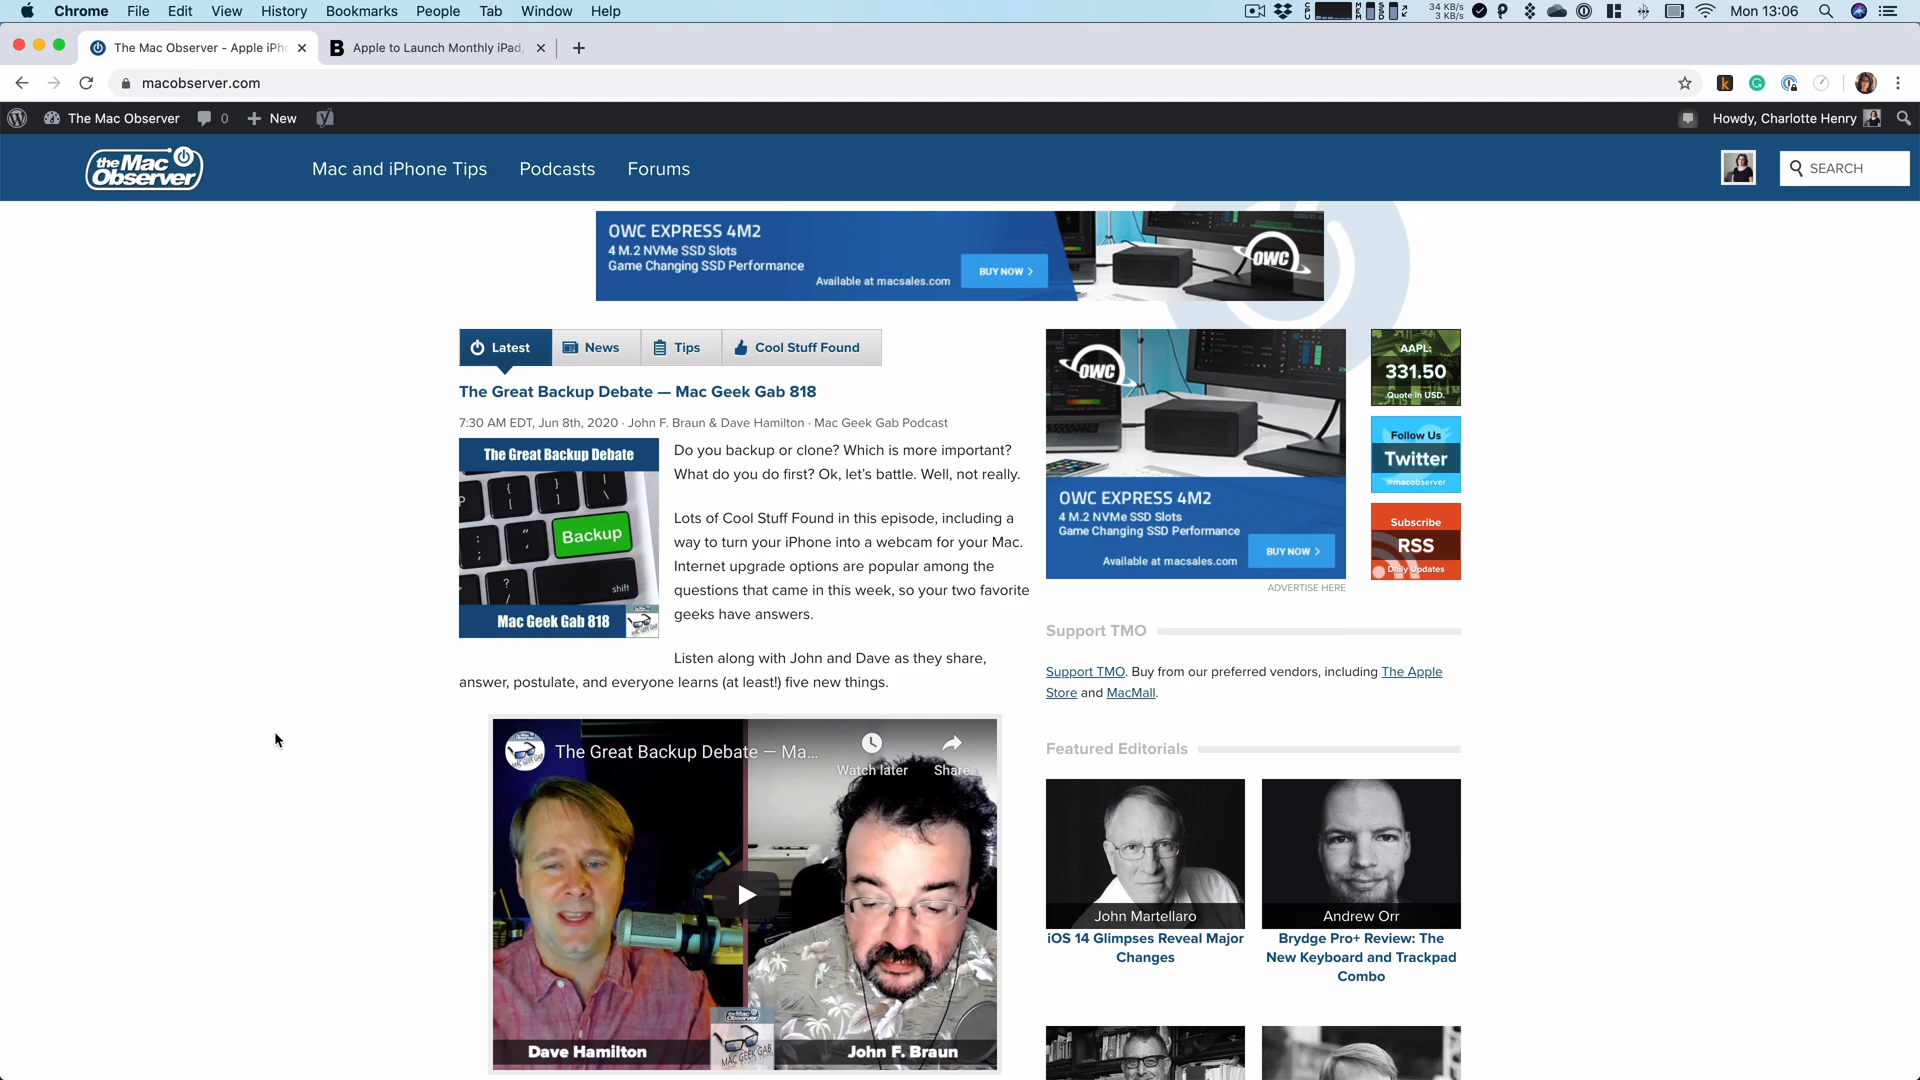 Chrome File Edit View History Bookmarks People Tab Window Help
34 KB/s
3 KB/s
Mon 13:06
The Mac Observer - Apple iPh
Apple to Launch Monthly iPad,
macobserver.com
The Mac Observer 0 New
Howdy, Charlotte Henry
the Mac Observer
Mac and iPhone Tips Podcasts Forums
SEARCH
OWC EXPRESS 4M2
4 M.2 NVMe SSD Slots
Game Changing SSD Performance
Available at macsales.com
BUY NOW >
OWC
Latest News Tips Cool Stuff Found
The Great Backup Debate — Mac Geek Gab 818
7:30 AM EDT, Jun 8th, 2020 · John F. Braun & Dave Hamilton · Mac Geek Gab Podcast
The Great Backup Debate
Backup
shift
Mac Geek Gab 818
Do you backup or clone? Which is more important?
What do you do first? Ok, let's battle. Well, not really.
Lots of Cool Stuff Found in this episode, including a
way to turn your iPhone into a webcam for your Mac.
Internet upgrade options are popular among the
questions that came in this week, so your two favorite
geeks have answers.
Listen along with John and Dave as they share,
answer, postulate, and everyone learns (at least!) five new things.
The Great Backup Debate — Ma...
Watch later
Share
MAC GEEK GAB
Dave Hamilton
John F. Braun
OWC
OWC EXPRESS 4M2
4 M.2 NVMe SSD Slots
Game Changing SSD Performance
Available at macsales.com
BUY NOW >
ADVERTISE HERE
AAPL:
331.50
Quote in USD.
Follow Us
Twitter
@macobserver
Subscribe
RSS
Daily Updates
Support TMO
Support TMO. Buy from our preferred vendors, including The Apple
Store and MacMall.
Featured Editorials
John Martellaro
iOS 14 Glimpses Reveal Major
Changes
Andrew Orr
Brydge Pro+ Review: The
New Keyboard and Trackpad
Combo